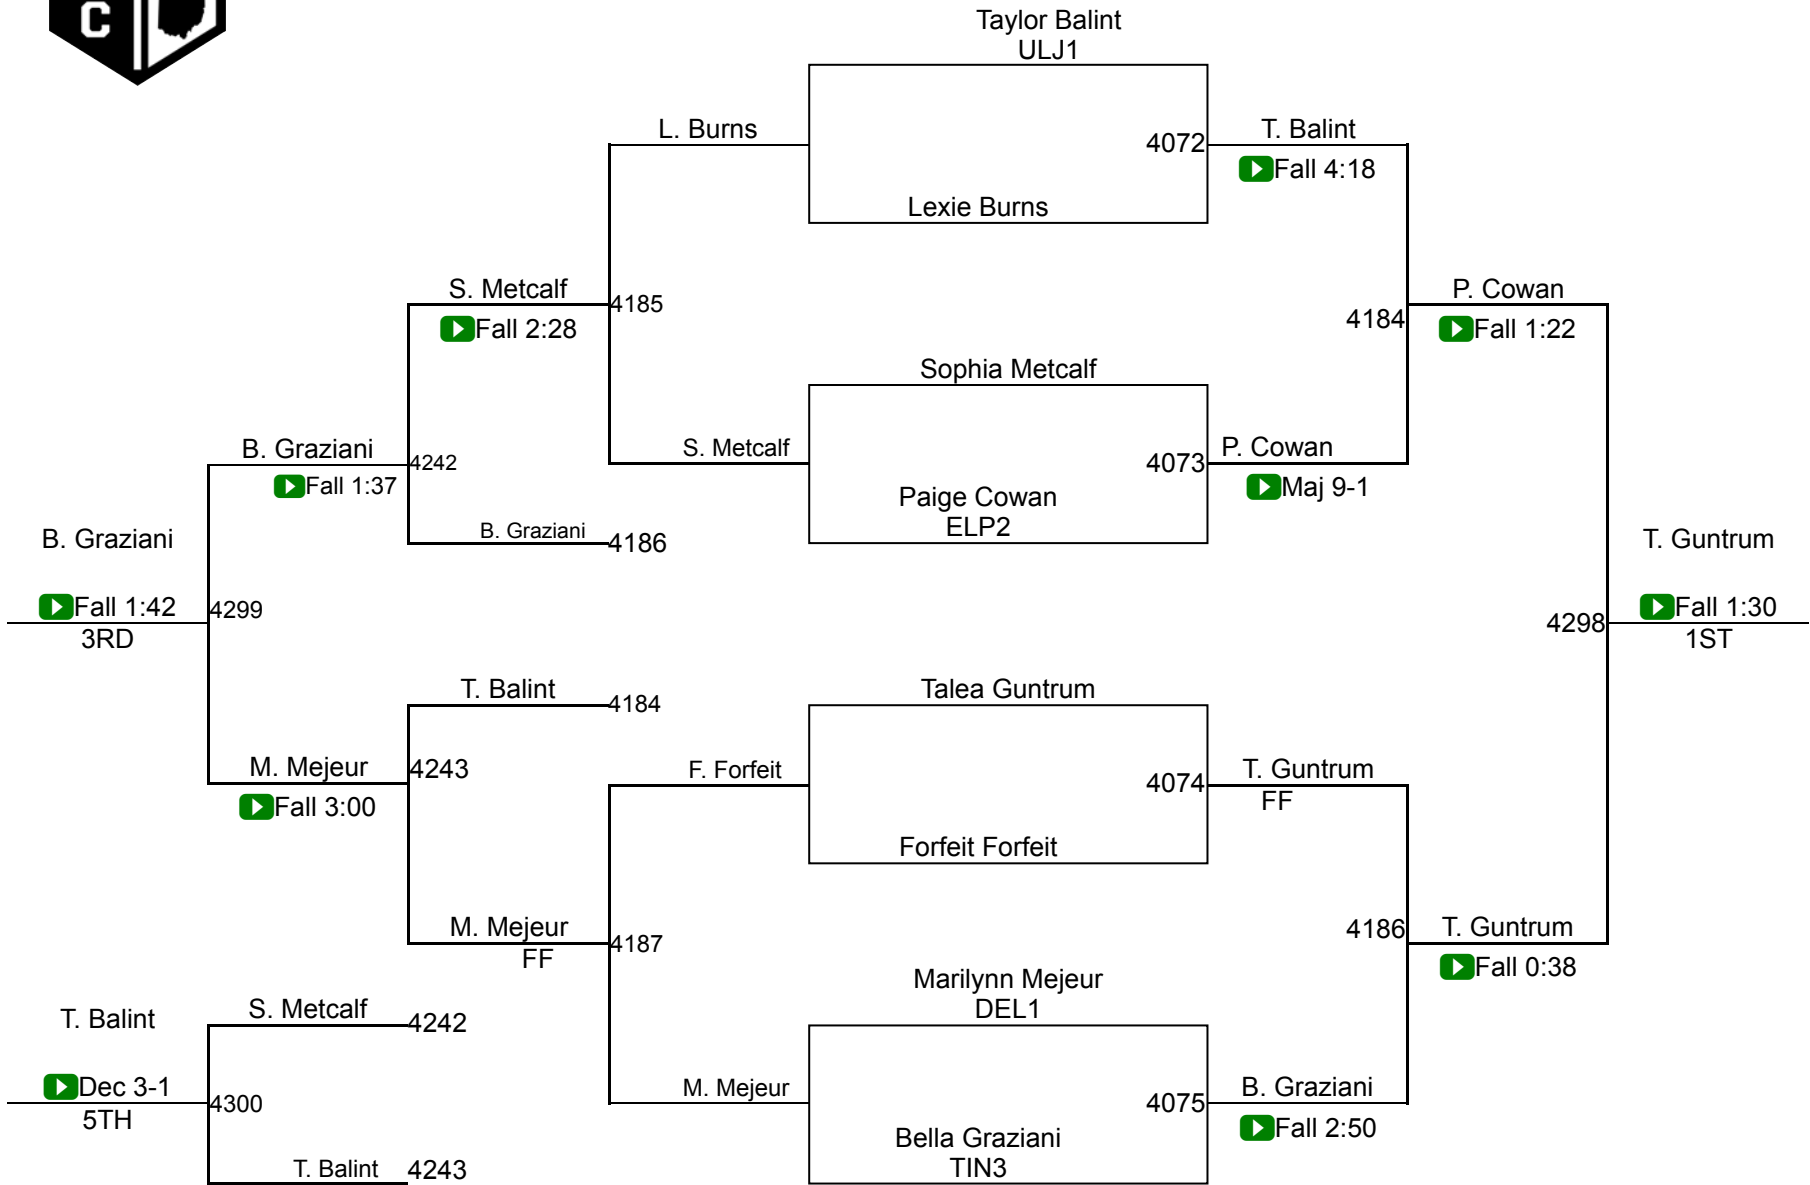 C
Taylor Balint
ULJ1
L. Burns
4072
T. Balint
Fall 4:18
Lexie Burns
S. Metcalf
4185
Fall 2:28
4184
P. Cowan
Fall 1:22
Sophia Metcalf
B. Graziani
4242
Fall 1:37
S. Metcalf
4073
P. Cowan
Maj 9-1
Paige Cowan
ELP2
B. Graziani
4186
B. Graziani
Fall 1:42
3RD
4299
T. Guntrum
4298
Fall 1:30
1ST
T. Balint
4184
Talea Guntrum
M. Mejeur
4243
Fall 3:00
F. Forfeit
4074
T. Guntrum
FF
Forfeit Forfeit
M. Mejeur
FF
4187
4186
T. Guntrum
Fall 0:38
Marilynn Mejeur
DEL1
T. Balint
S. Metcalf
4242
Dec 3-1
5TH
4300
M. Mejeur
4075
B. Graziani
Fall 2:50
Bella Graziani
TIN3
T. Balint
4243